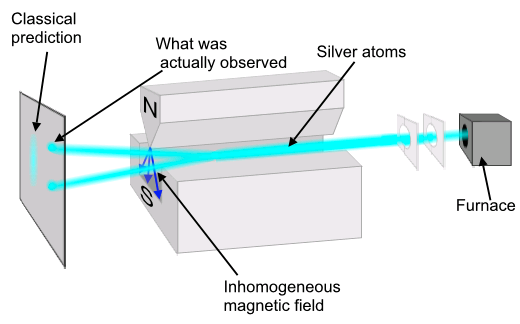 Classical
prediction
What was
actually observed
Silver atoms
N
S
Furnace
Inhomogeneous
magnetic field